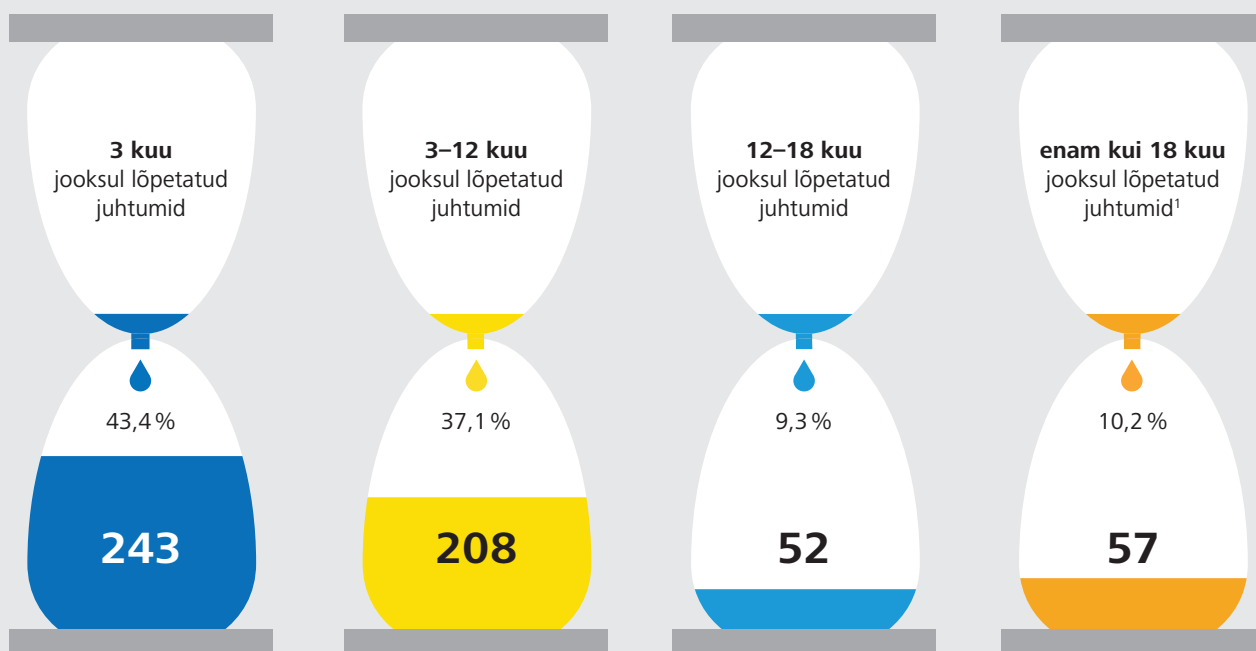 3 kuu
jooksul lõpetatud
juhtumid
43,4 %
243
3–12 kuu
jooksul lõpetatud
juhtumid
37,1 %
208
12–18 kuu
jooksul lõpetatud
juhtumid
9,3 %
52
enam kui 18 kuu
jooksul lõpetatud
juhtumid¹
10,2 %
57